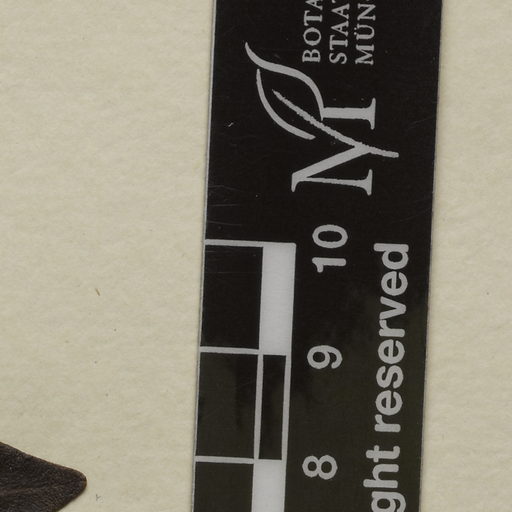 BOTA
STAA
MÜN
M
10
9
8
ght reserved